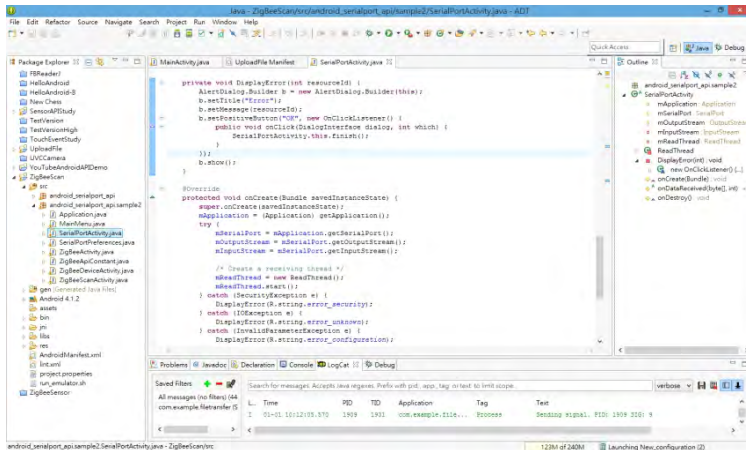 Java - ZigBeeScan/src/android_serialport_api/sample2/SerialPortActivity.java - ADT
File Edit Refactor Source Navigate Search Project Run Window Help
Quick Access
Java
Debug
Package Explorer
FBReaderJ
HelloAndroid
HelloAndroid-B
New Chess
SensorAPIStudy
TestVersion
TestVersionHigh
TouchEventStudy
UploadFile
UVCCamera
YouTubeAndroidAPIDemo
ZigBeeScan
src
android_serialport_api
android_serialport_api.sample2
Application.java
MainMenu.java
SerialPortActivity.java
SerialPortPreferences.java
ZigBeeActivity.java
ZigBeeApiConstant.java
ZigBeeDeviceActivity.java
ZigBeeScanActivity.java
gen [Generated Java Files]
Android 4.1.2
assets
bin
jni
libs
res
AndroidManifest.xml
lint.xml
project.properties
run_emulator.sh
ZigBeeSensor
MainActivity.java
UploadFile Manifest
SerialPortActivity.java
private void DisplayError(int resourceId) {
AlertDialog.Builder b = new AlertDialog.Builder(this);
b.setTitle("Error");
b.setMessage(resourceId);
b.setPositiveButton("OK", new OnClickListener() {
public void onClick(DialogInterface dialog, int which) {
SerialPortActivity.this.finish();
}
});
b.show();
}
@Override
protected void onCreate(Bundle savedInstanceState) {
super.onCreate(savedInstanceState);
mApplication = (Application) getApplication();
try {
mSerialPort = mApplication.getSerialPort();
mOutputStream = mSerialPort.getOutputStream();
mInputStream = mSerialPort.getInputStream();
/* Create a receiving thread */
mReadThread = new ReadThread();
mReadThread.start();
} catch (SecurityException e) {
DisplayError(R.string.error_security);
} catch (IOException e) {
DisplayError(R.string.error_unknown);
} catch (InvalidParameterException e) {
DisplayError(R.string.error_configuration);
Outline
android_serialport_api.sample2
SerialPortActivity
mApplication : Application
mSerialPort : SerialPort
mOutputStream : OutputStream
mInputStream : InputStream
mReadThread : ReadThread
ReadThread
DisplayError(int) : void
new OnClickListener() {...}
onCreate(Bundle) : void
onDataReceived(byte[], int)
onDestroy() : void
Problems
Javadoc
Declaration
Console
LogCat
Debug
Saved Filters
All messages (no filters) (44
com.example.filetransfer (S
Search for messages. Accepts Java regexes. Prefix with pid:, app:, tag: or text: to limit scope.
verbose
L... Time PID TID Application Tag Text
I 01-01 10:12:55.570 1909 1931 com.example.file... Process Sending signal. PID: 1909 SIG: 9
android_serialport_api.sample2.SerialPortActivity.java - ZigBeeScan/src
123M of 240M
Launching New_configuration (2)